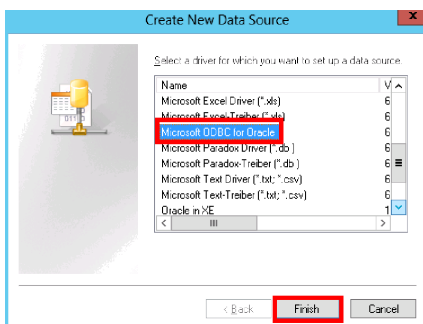 Create New Data Source
x
Select a driver for which you want to set up a data source.
Name V
Microsoft Excel Driver (*.xls) 6
Microsoft Excel-Treiber (*.xls) 6
Microsoft ODBC for Oracle 6
Microsoft Paradox Driver (*.db ) 6
Microsoft Paradox-Treiber (*.db ) 6
Microsoft Text Driver (*.txt; *.csv) 6
Microsoft Text-Treiber (*.txt; *.csv) 6
Oracle in XE 1
< Back Finish Cancel